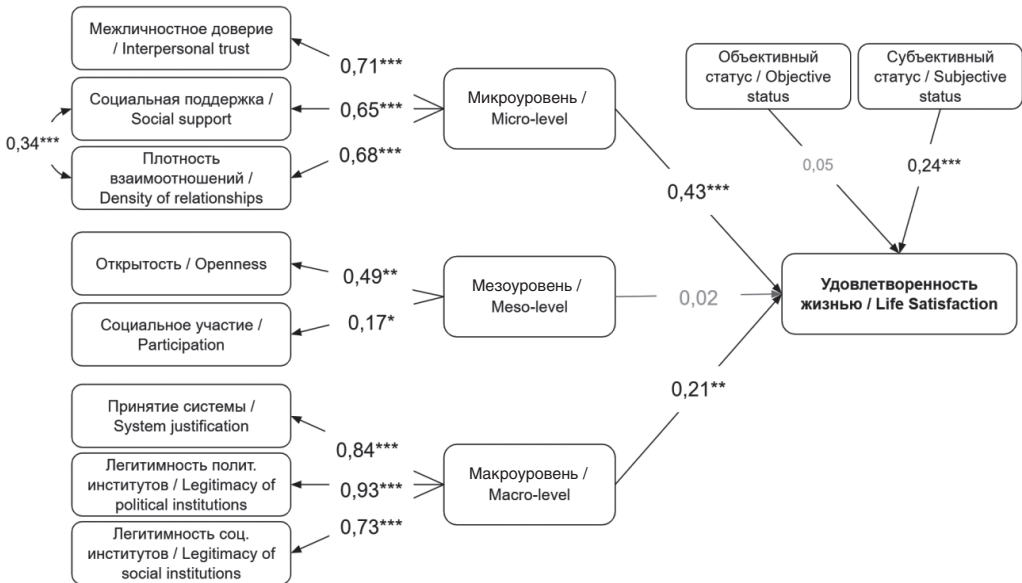 Межличностное доверие
/ Interpersonal trust
0,71***
Социальная поддержка /
Social support
0,65***
0,34***
Плотность
взаимоотношений /
Density of relationships
0,68***
Микроуровень /
Micro-level
0,43***
Объективный
статус / Objective
status
Субъективный
статус / Subjective
status
0,05
0,24***
Открытость / Openness
0,49**
Социальное участие /
Participation
0,17*
Мезоуровень /
Meso-level
0,02
Удовлетворенность
жизнью / Life Satisfaction
Принятие системы /
System justification
0,84***
Легитимность полит.
институтов / Legitimacy of
political institutions
0,93***
Легитимность соц.
институтов / Legitimacy of
social institutions
0,73***
Макроуровень /
Macro-level
0,21**